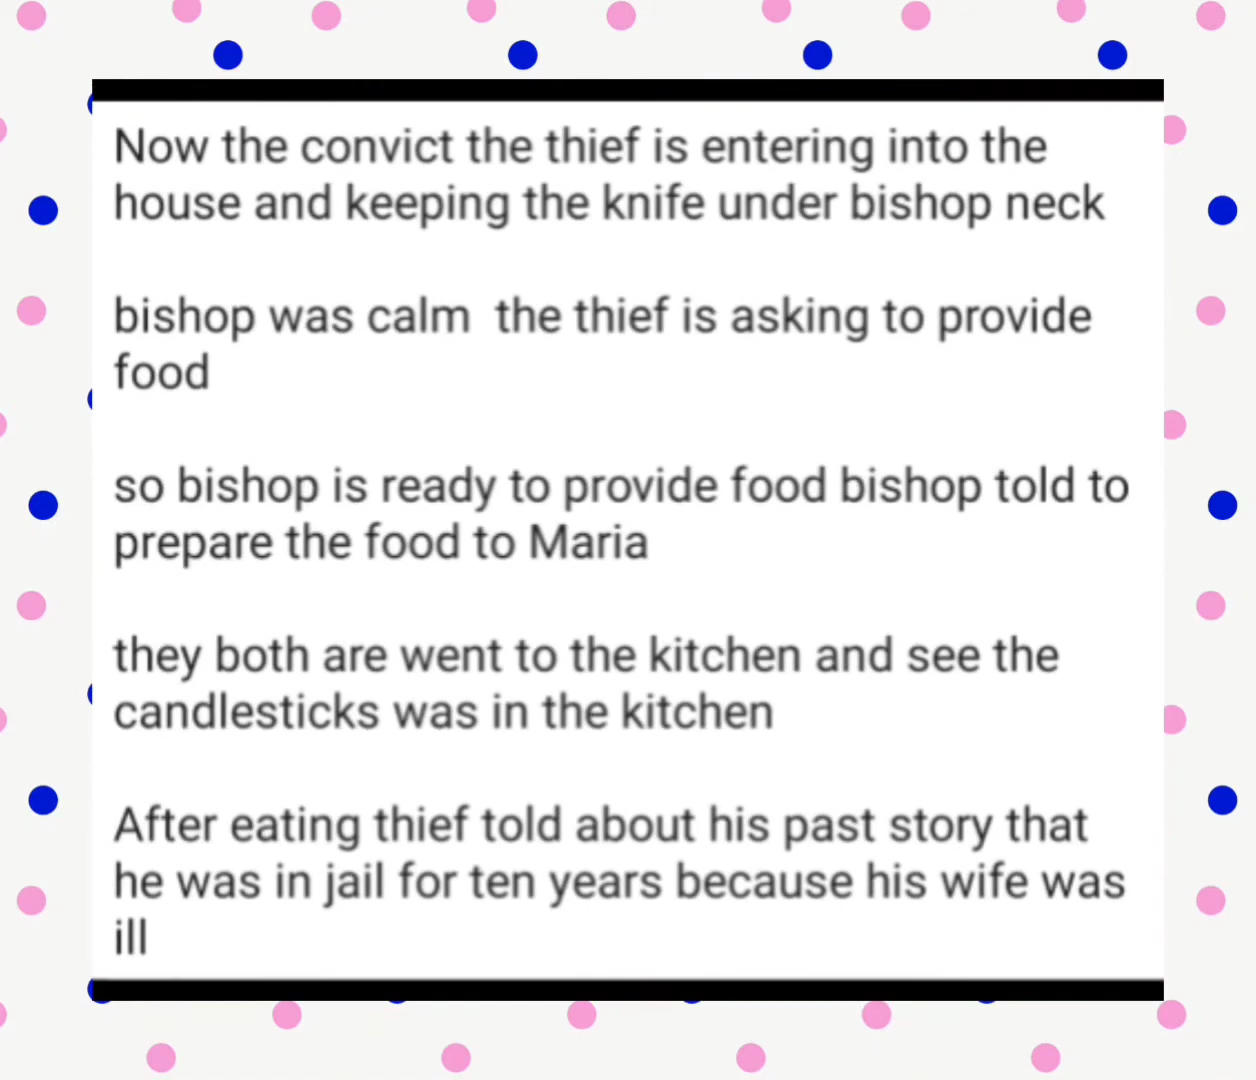 Now the convict the thief is entering into the
house and keeping the knife under bishop neck
bishop was calm  the thief is asking to provide
food
so bishop is ready to provide food bishop told to
prepare the food to Maria
they both are went to the kitchen and see the
candlesticks was in the kitchen
After eating thief told about his past story that
he was in jail for ten years because his wife was
ill